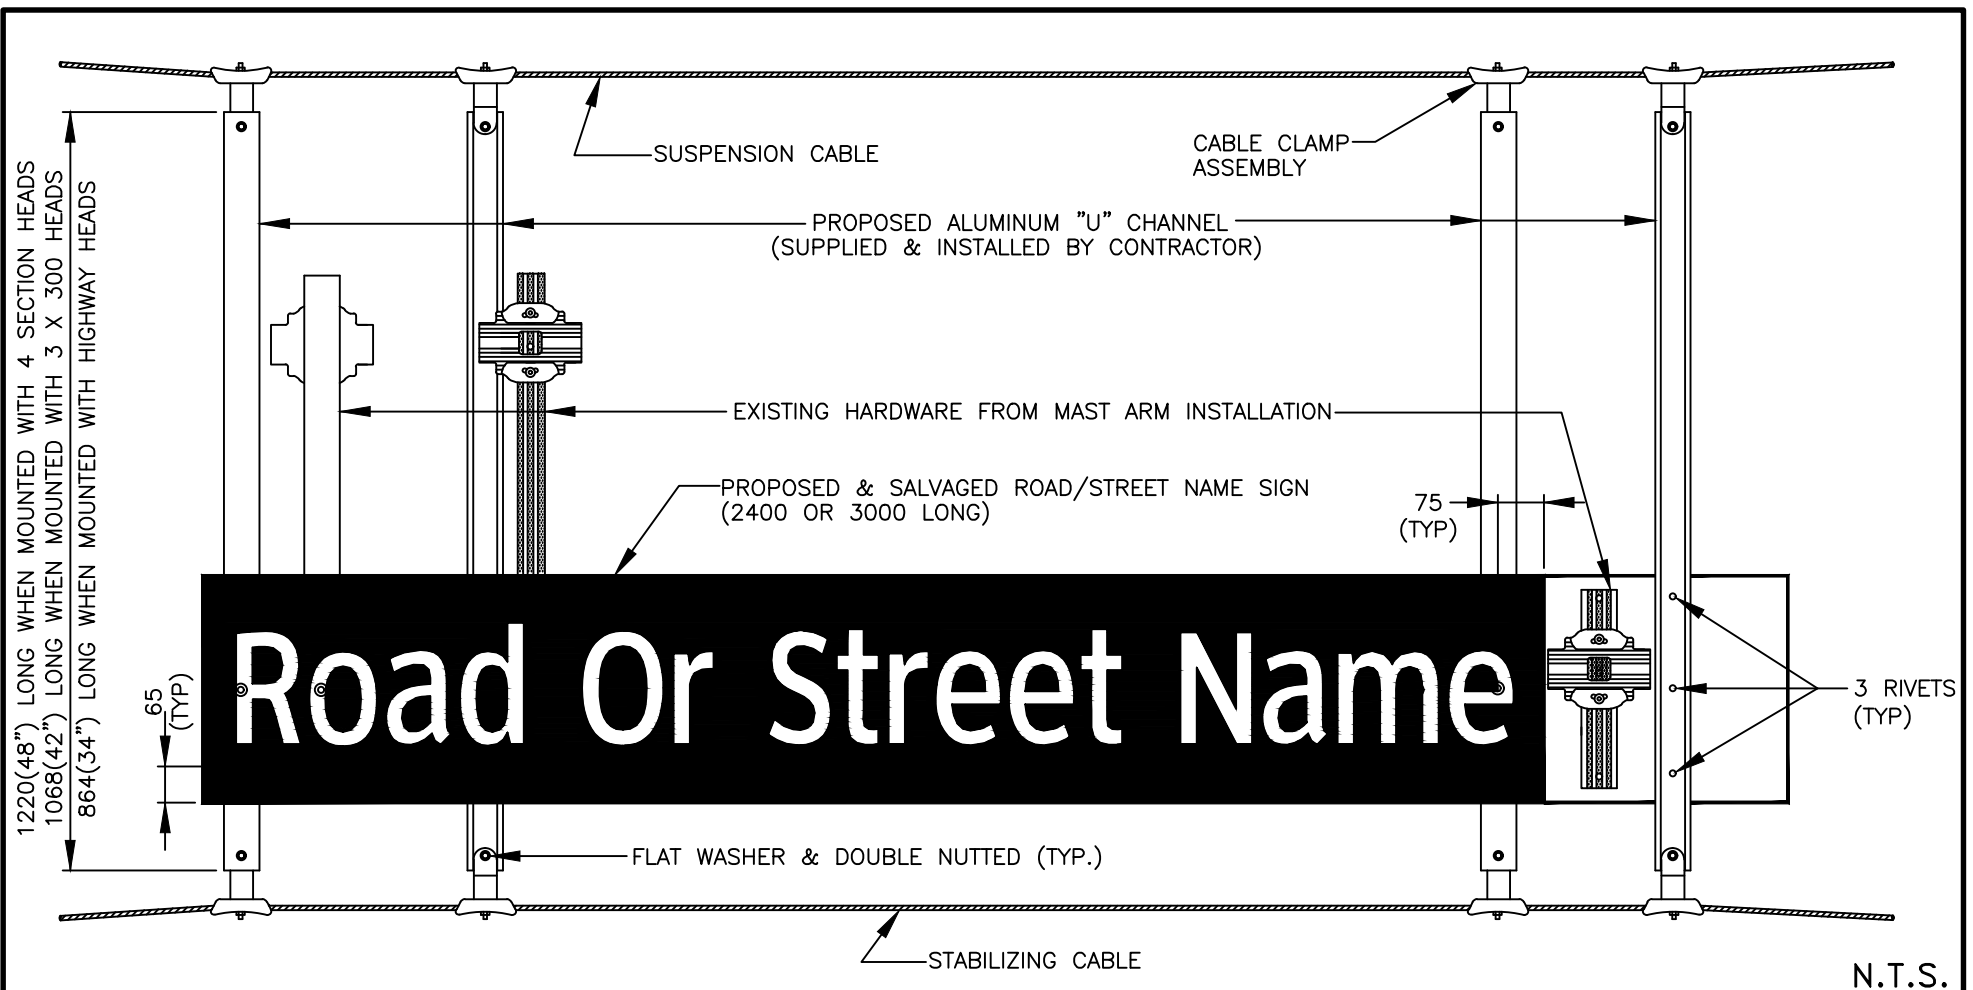 SUSPENSION CABLE
CABLE CLAMP
ASSEMBLY
1220(48") LONG WHEN MOUNTED WITH 4 SECTION HEADS
1068(42") LONG WHEN MOUNTED WITH 3 X 300 HEADS
864(34") LONG WHEN MOUNTED WITH HIGHWAY HEADS
PROPOSED ALUMINUM "U" CHANNEL
(SUPPLIED & INSTALLED BY CONTRACTOR)
EXISTING HARDWARE FROM MAST ARM INSTALLATION
PROPOSED & SALVAGED ROAD/STREET NAME SIGN
(2400 OR 3000 LONG)
75
(TYP)
Road Or Street Name
65
(TYP)
3 RIVETS
(TYP)
FLAT WASHER & DOUBLE NUTTED (TYP.)
STABILIZING CABLE
N.T.S.